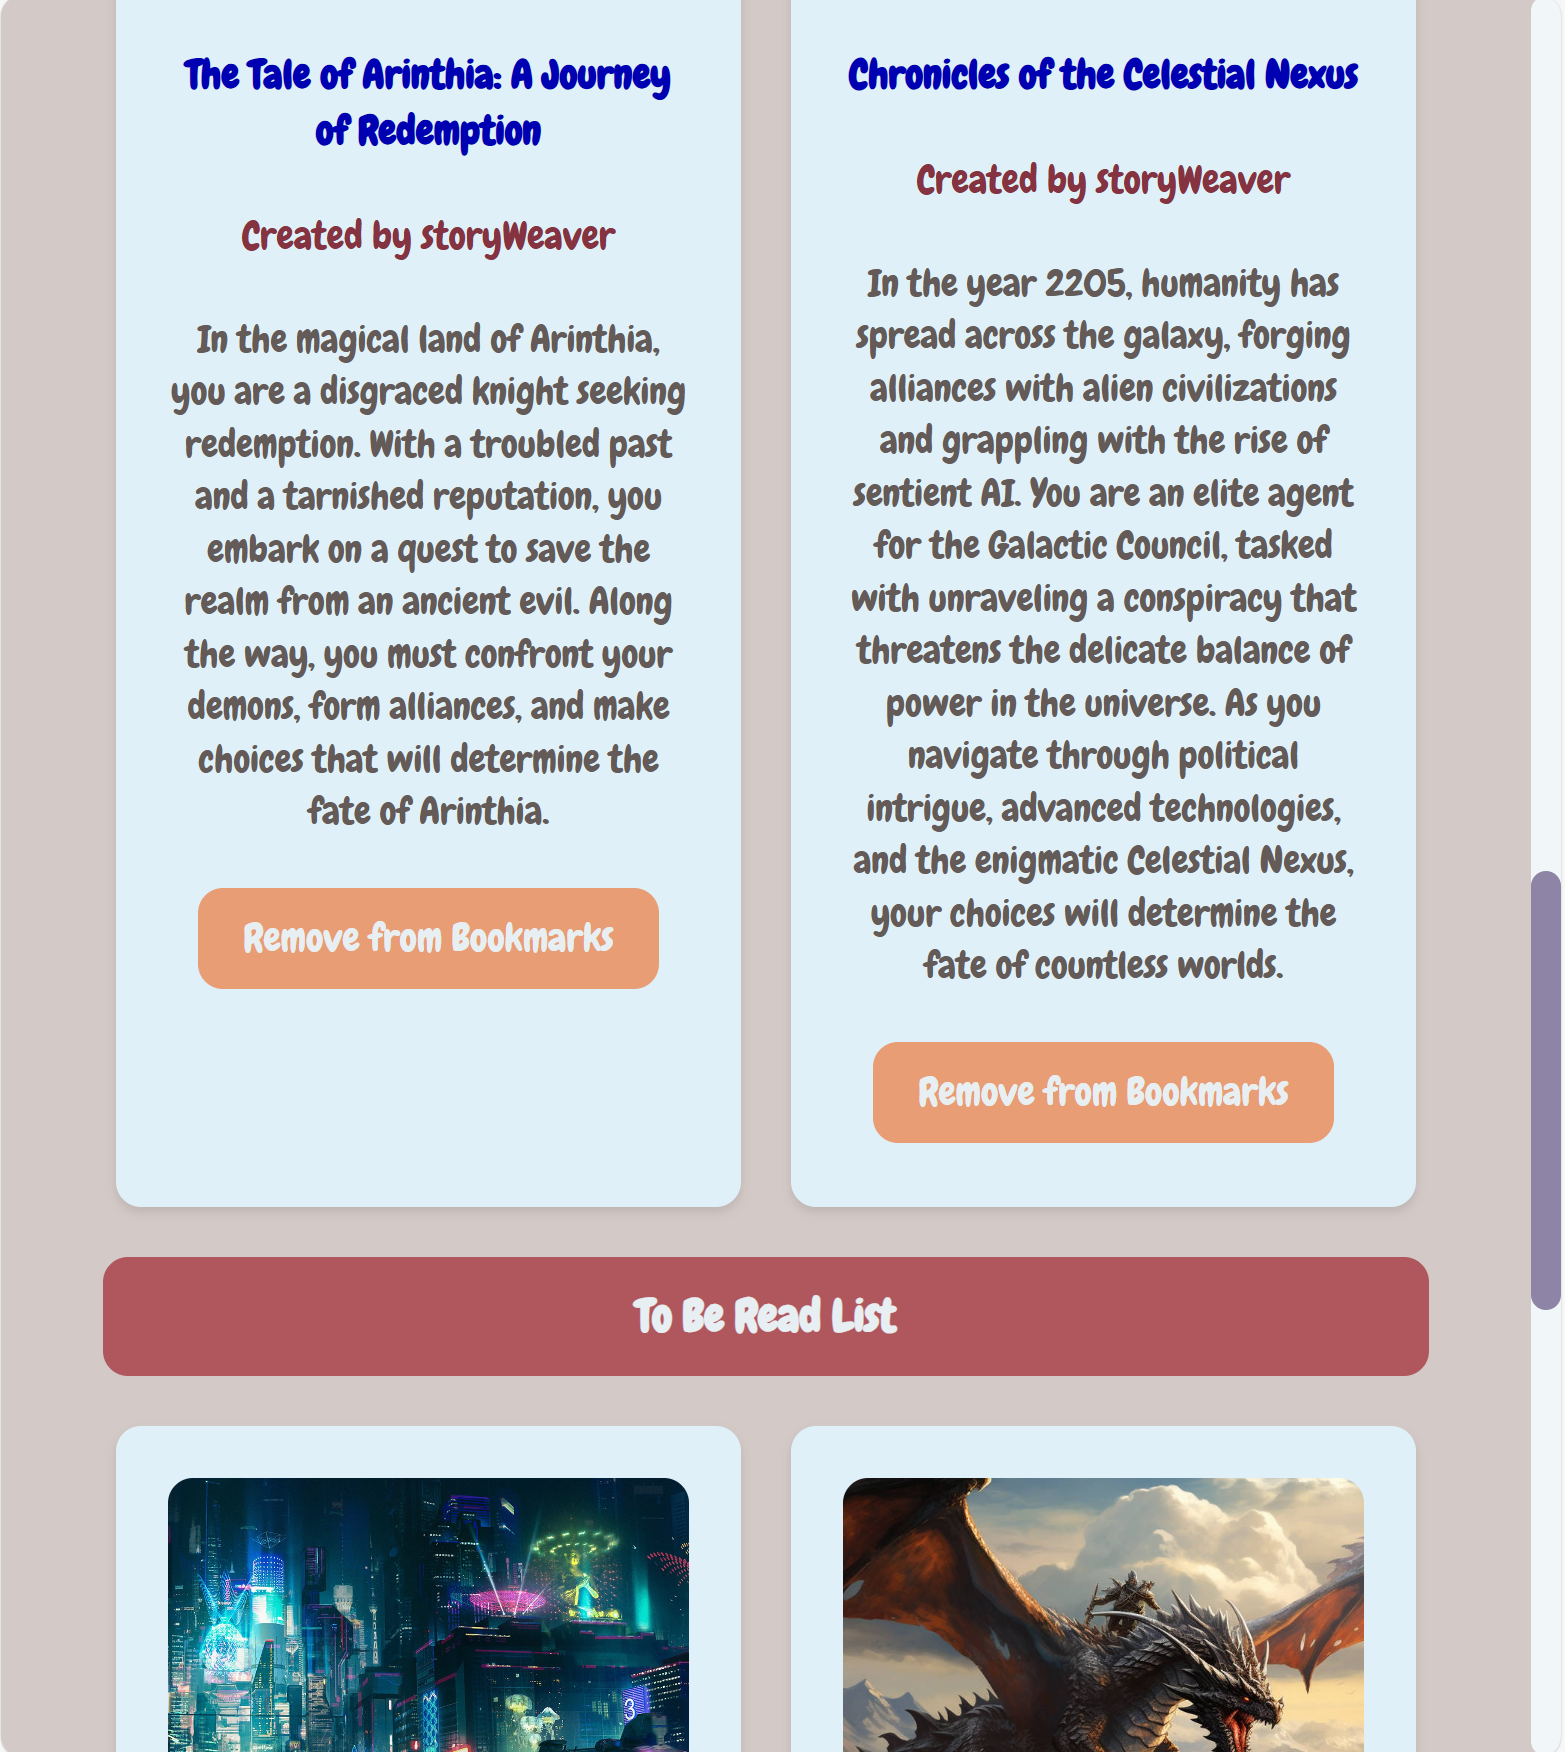 The Tale of Arinthia: A Journey
of Redemption
Created by storyWeaver
In the magical land of Arinthia,
you are a disgraced knight seeking
redemption. With a troubled past
and a tarnished reputation, you
embark on a quest to save the
realm from an ancient evil. Along
the way, you must confront your
demons, form alliances, and make
choices that will determine the
fate of Arinthia.
Remove from Bookmarks
Chronicles of the Celestial Nexus
Created by storyWeaver
In the year 2205, humanity has
spread across the galaxy, forging
alliances with alien civilizations
and grappling with the rise of
sentient AI. You are an elite agent
for the Galactic Council, tasked
with unraveling a conspiracy that
threatens the delicate balance of
power in the universe. As you
navigate through political
intrigue, advanced technologies,
and the enigmatic Celestial Nexus,
your choices will determine the
fate of countless worlds.
Remove from Bookmarks
To Be Read List
3